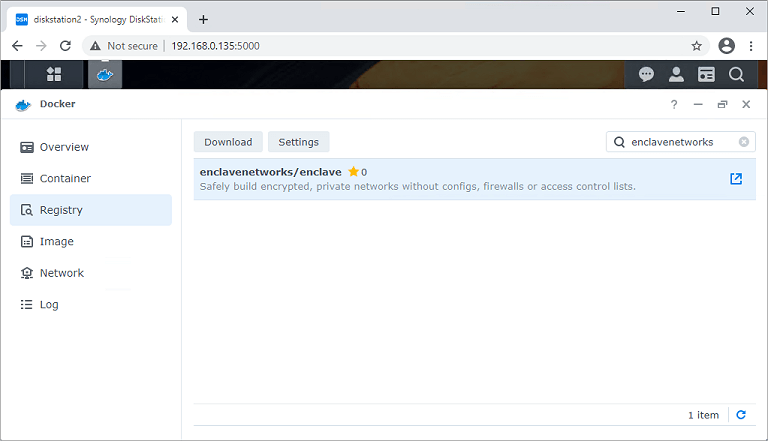 DSM diskstation2 - Synology DiskStati
Not secure 192.168.0.135:5000
Docker
Overview
Container
Registry
Image
Network
Log
Download Settings enclavenetworks
enclavenetworks/enclave 0
Safely build encrypted, private networks without configs, firewalls or access control lists.
1 item